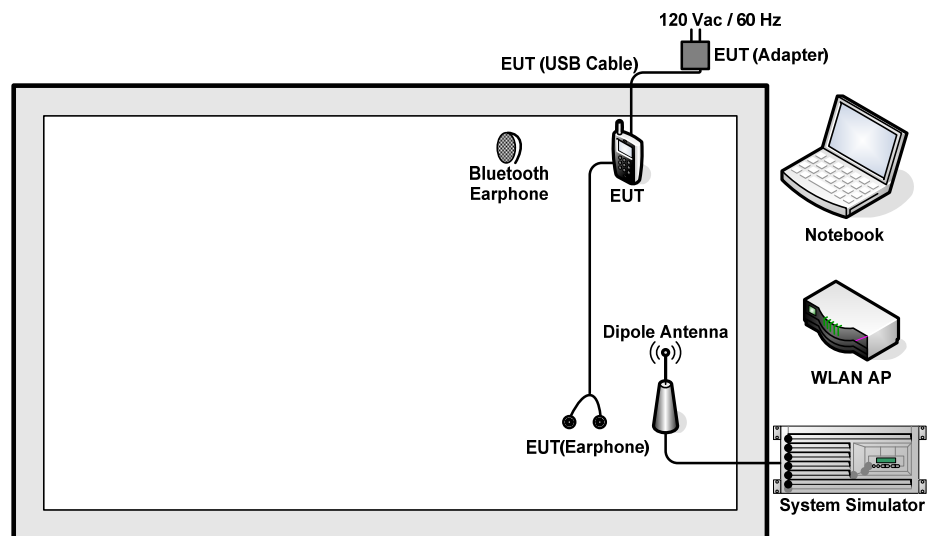 120 Vac / 60 Hz
EUT (Adapter)
EUT (USB Cable)
Bluetooth
Earphone
EUT
Notebook
Dipole Antenna
WLAN AP
EUT(Earphone)
System Simulator